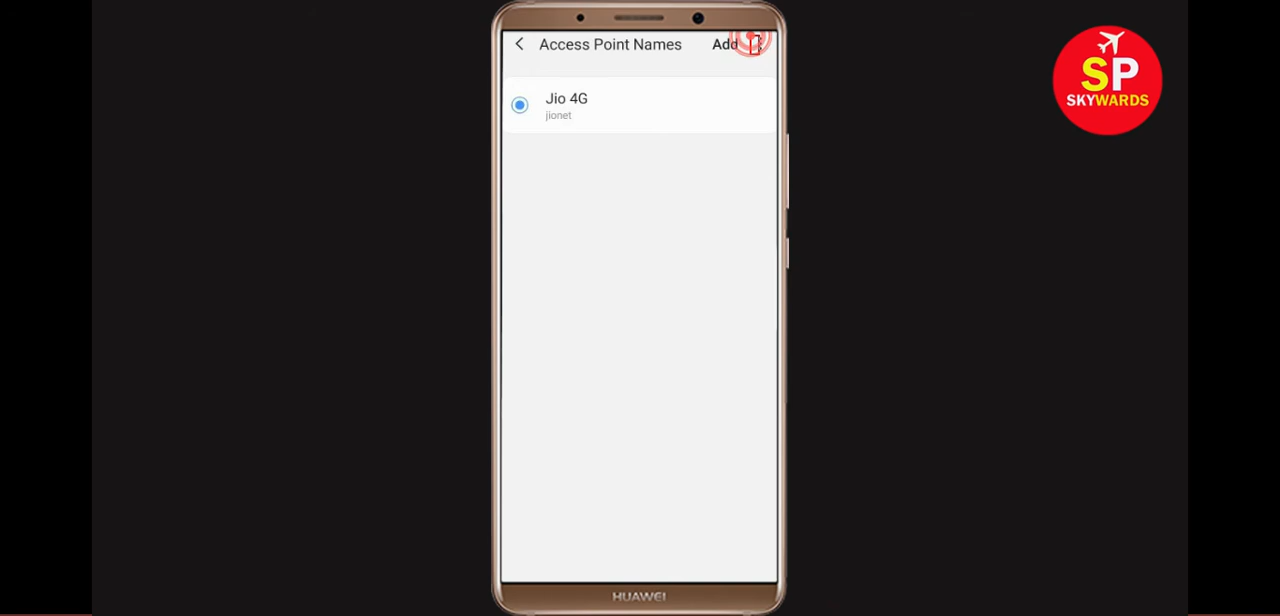 Access Point Names
Add
Jio 4G
jionet
HUAWEI
SP
SKYWARDS